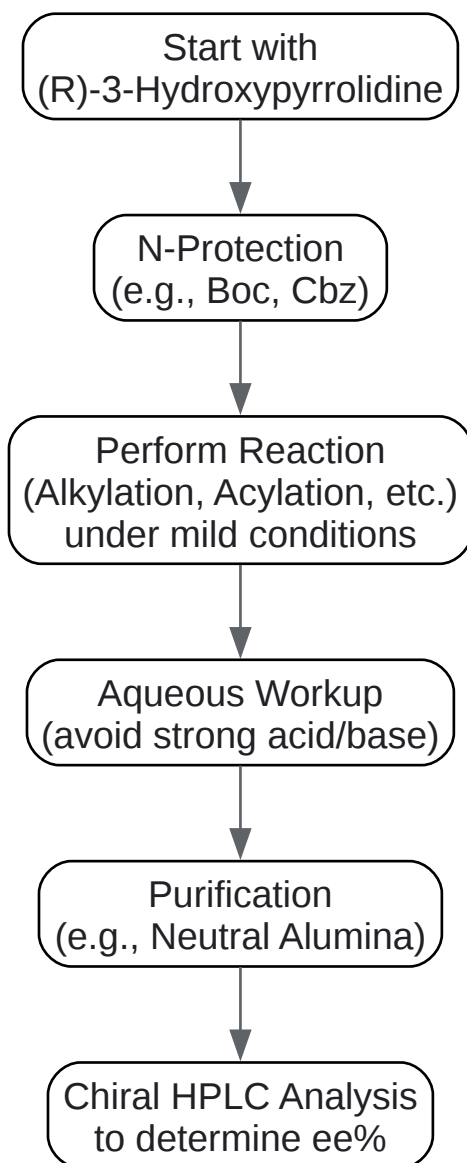 Start with
(R)-3-Hydroxypyrrolidine
N-Protection
(e.g., Boc, Cbz)
Perform Reaction
(Alkylation, Acylation, etc.)
under mild conditions
Aqueous Workup
(avoid strong acid/base)
Purification
(e.g., Neutral Alumina)
Chiral HPLC Analysis
to determine ee%